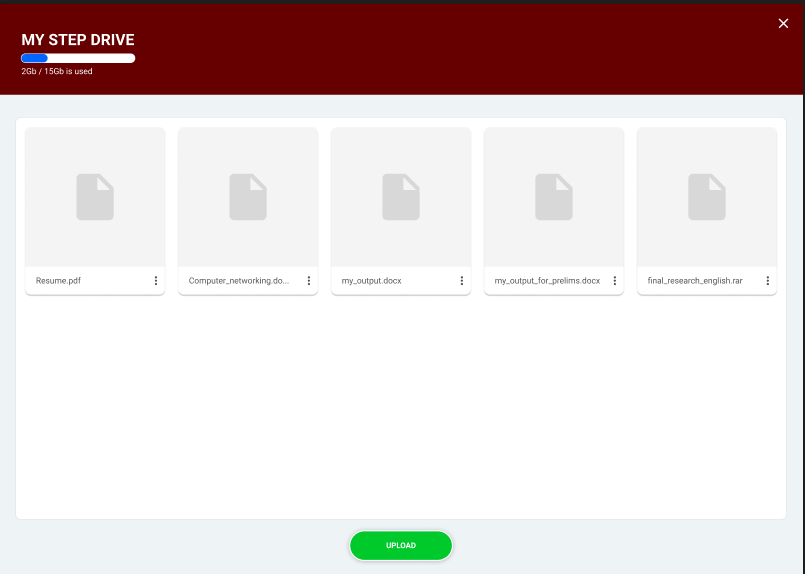 MY STEP DRIVE
2Gb / 15Gb is used
Resume.pdf
Computer_networking.do...
my_output.docx
my_output_for_prelims.docx
final_research_english.rar
UPLOAD